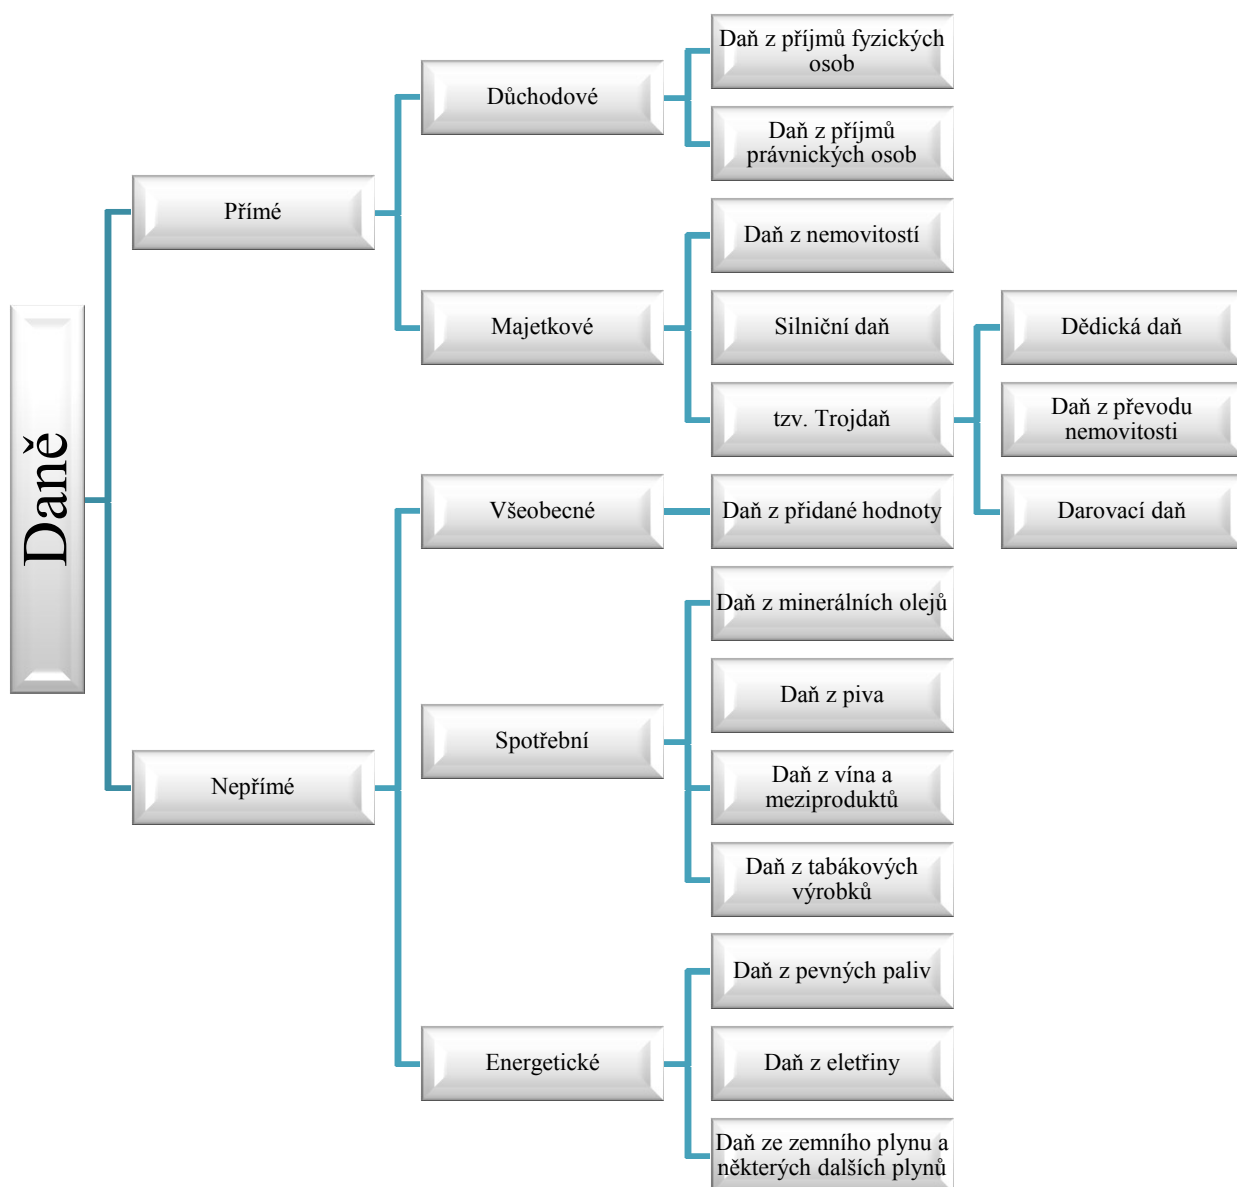 Daně
Přímé
Důchodové
Daň z příjmů fyzických
osob
Daň z příjmů
právnických osob
Majetkové
Daň z nemovitostí
Silniční daň
tzv. Trojdaň
Dědická daň
Daň z převodu
nemovitosti
Darovací daň
Nepřímé
Všeobecné
Daň z přidané hodnoty
Spotřební
Daň z minerálních olejů
Daň z piva
Daň z vína a
meziproduktů
Daň z tabákových
výrobků
Energetické
Daň z pevných paliv
Daň z eletřiny
Daň ze zemního plynu a
některých dalších plynů